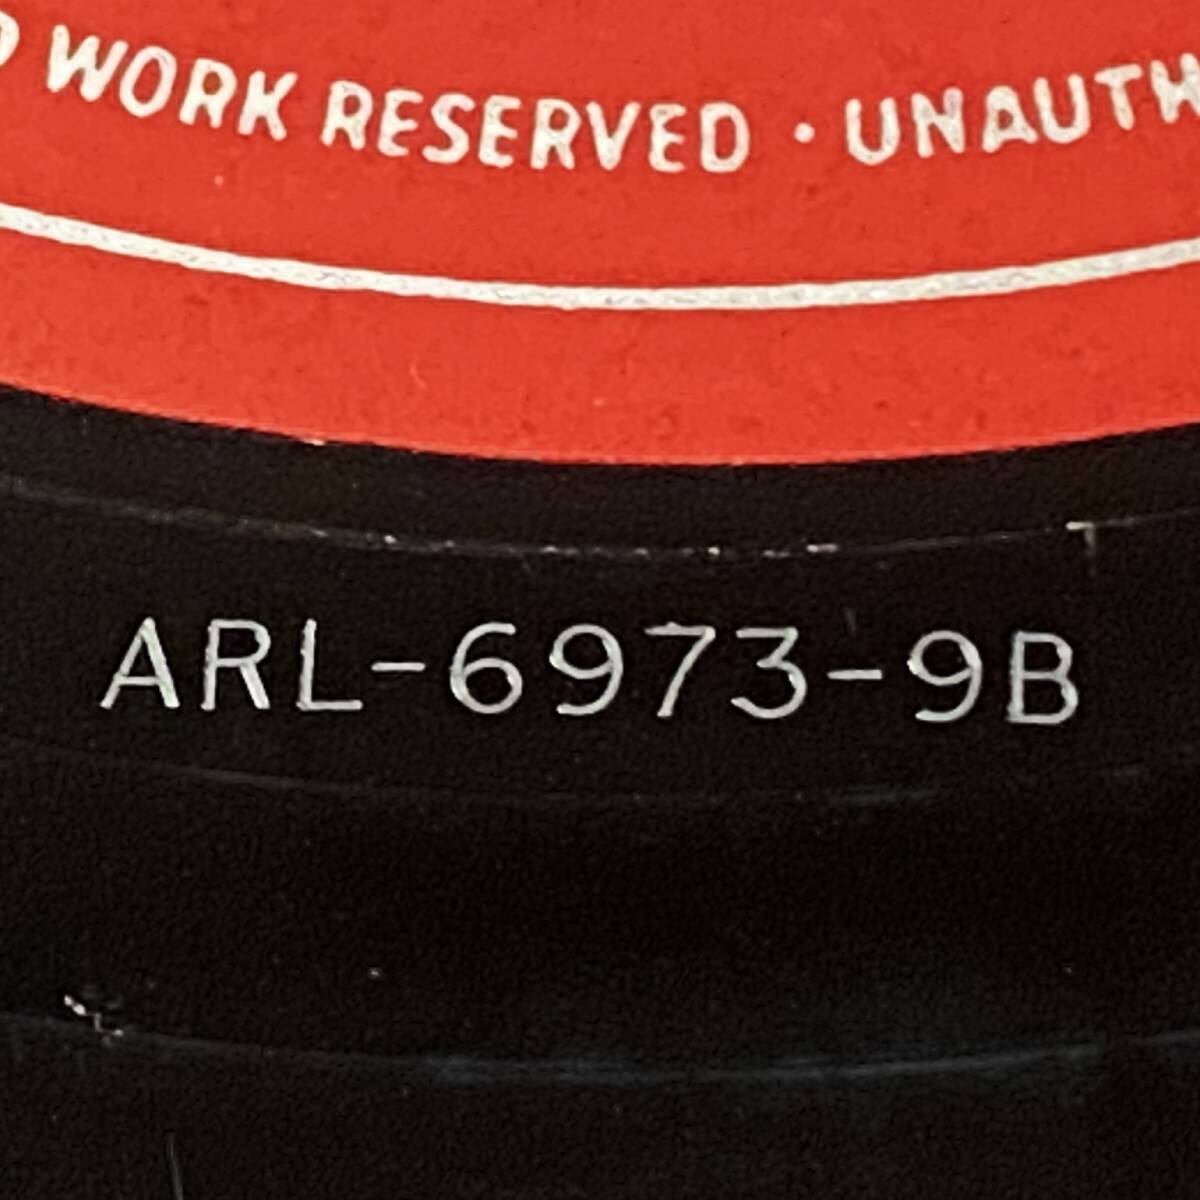 WORK RESERVED · UNAUTH
ARL-6973-9B